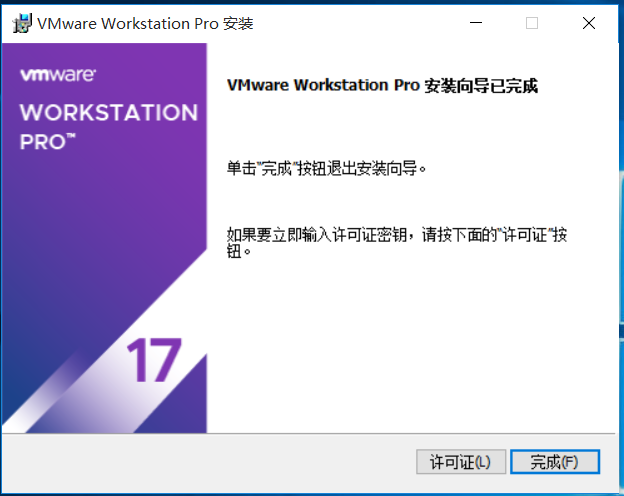 VMware Workstation Pro 安装
vmware
WORKSTATION
PRO™
VMware Workstation Pro 安装向导已完成
单击"完成"按钮退出安装向导。
如果要立即输入许可证密钥，请按下面的"许可证"按
钮。
17
许可证(L)
完成(F)